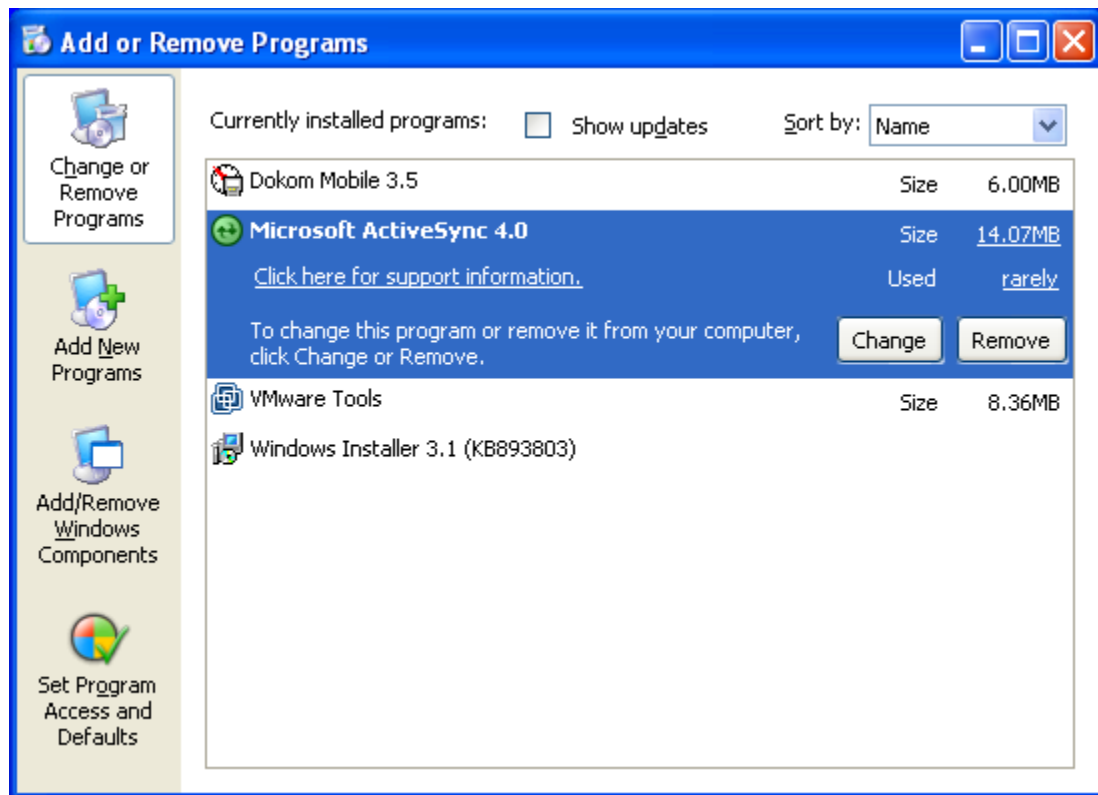 Add or Remove Programs
Change or
Remove
Programs
Add New
Programs
Add/Remove
Windows
Components
Set Program
Access and
Defaults
Currently installed programs: Show updates Sort by: Name
Dokom Mobile 3.5 Size 6.00MB
Microsoft ActiveSync 4.0 Size 14.07MB
Click here for support information. Used rarely
To change this program or remove it from your computer,
click Change or Remove. Change Remove
VMware Tools Size 8.36MB
Windows Installer 3.1 (KB893803)